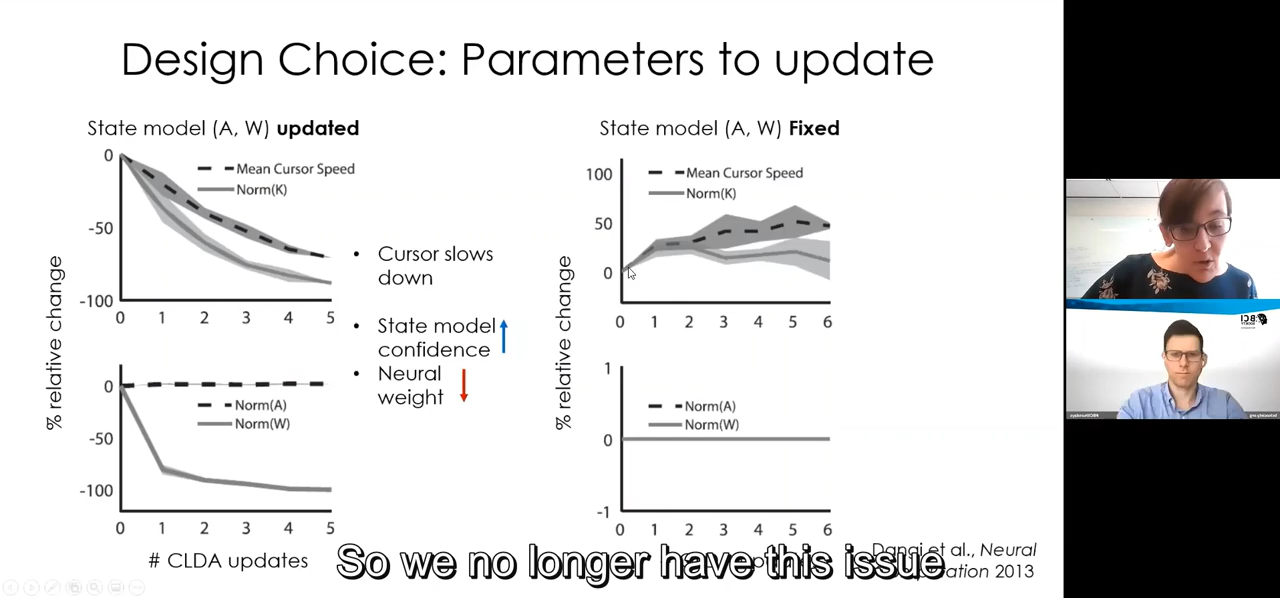 Design Choice: Parameters to update
State model (A, W) updated
0
-50
-100
Mean Cursor Speed
Norm(K)
0 1 2 3 4 5
% relative change
0
-50
-100
Norm(A)
Norm(W)
0 1 2 3 4 5
# CLDA updates
• Cursor slows
down
• State model
confidence
• Neural
weight
State model (A, W) Fixed
100
50
0
Mean Cursor Speed
Norm(K)
0 1 2 3 4 5 6
% relative change
1
0
-1
Norm(A)
Norm(W)
0 1 2 3 4 5 6
et al., Neural
2013
So we no longer have this issue